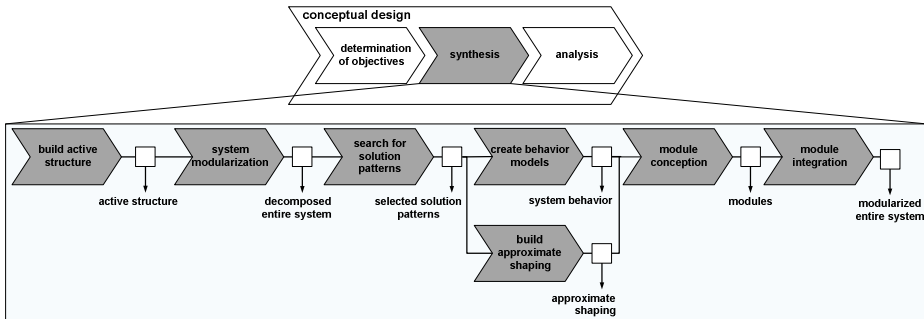 conceptual design
determination
of objectives
synthesis
analysis
build active
structure
system
modularization
search for
solution
patterns
create behavior
models
module
conception
module
integration
active structure
decomposed
entire system
selected solution
patterns
system behavior
modules
modularized
entire system
build
approximate
shaping
approximate
shaping